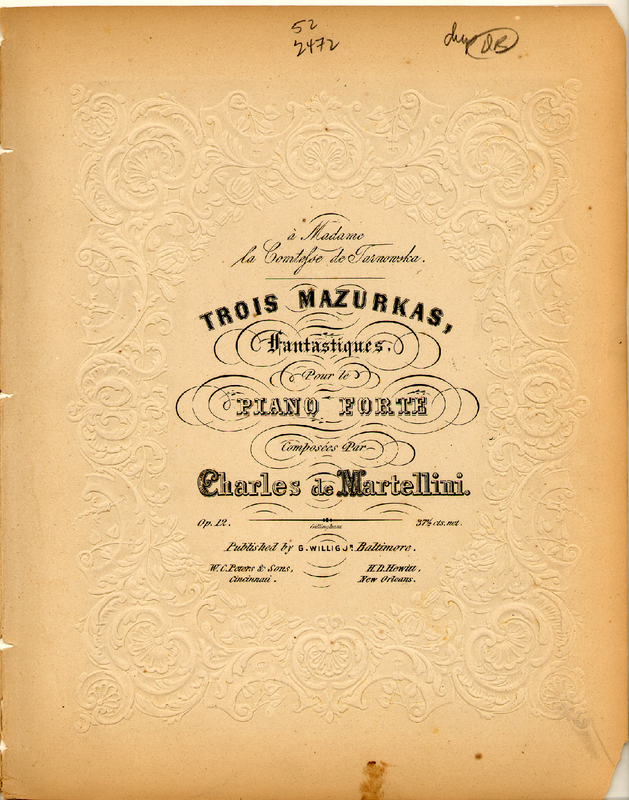 52
2472
à Madame
la Comtesse de Tarnowska.
TROIS MAZURKAS,
Fantastiques.
Pour le
PIANO FORTE
Composées Par
Charles de Martellini.
Op. 12.
37½ cts. net.
Published by G. WILLIG Jr. Baltimore.
W. C. Peters & Sons,
Cincinnati.
H. D. Hewitt,
New Orleans.